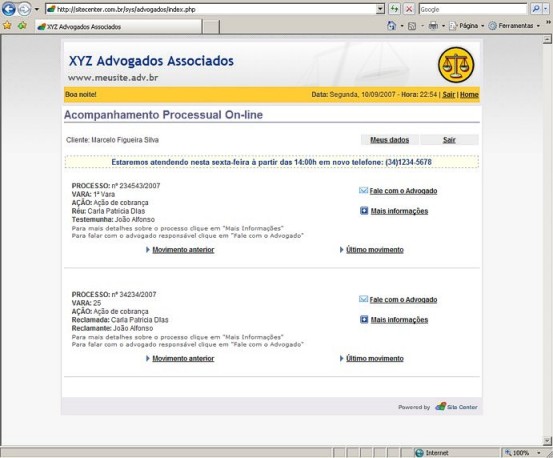 http://sitecenter.com.br/sys/advogados/index.php
Google
XYZ Advogados Associados
Página
Ferramentas
XYZ Advogados Associados
www.meusite.adv.br
Boa noite!
Data: Segunda, 10/09/2007 - Hora: 22:54 | Sair | Home
Acompanhamento Processual On-line
Cliente: Marcelo Figueira Silva
Meus dados
Sair
Estaremos atendendo nesta sexta-feira à partir das 14:00h em novo telefone: (34)1234-5678
PROCESSO: nº 234543/2007
Fale com o Advogado
VARA: 1ª Vara
AÇÃO: Ação de cobrança
Réu: Carla Patricia DIas
Mais informações
Testemunha: João Alfonso
Para mais detalhes sobre o processo clique em "Mais Informações"
Para falar com o advogado responsável clique em "Fale com o Advogado"
Movimento anterior
Último movimento
PROCESSO: nº 34234/2007
Fale com o Advogado
VARA: 25
AÇÃO: Ação de cobrança
Reclamada: Carla Patricia DIas
Mais informações
Reclamante: João Alfonso
Para mais detalhes sobre o processo clique em "Mais Informações"
Para falar com o advogado responsável clique em "Fale com o Advogado"
Movimento anterior
Último movimento
Powered by Site Center
Internet
100%